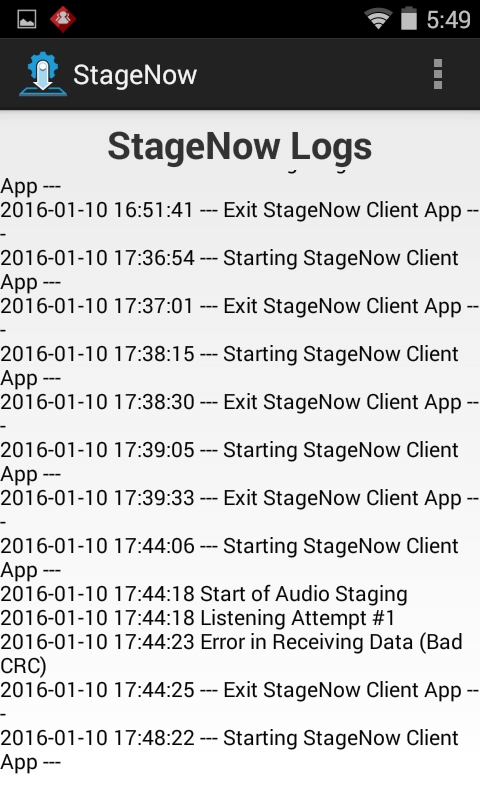 5:49
StageNow
StageNow Logs
App ---
2016-01-10 16:51:41 --- Exit StageNow Client App --
-
2016-01-10 17:36:54 --- Starting StageNow Client
App ---
2016-01-10 17:37:01 --- Exit StageNow Client App --
-
2016-01-10 17:38:15 --- Starting StageNow Client
App ---
2016-01-10 17:38:30 --- Exit StageNow Client App --
-
2016-01-10 17:39:05 --- Starting StageNow Client
App ---
2016-01-10 17:39:33 --- Exit StageNow Client App --
-
2016-01-10 17:44:06 --- Starting StageNow Client
App ---
2016-01-10 17:44:18 Start of Audio Staging
2016-01-10 17:44:18 Listening Attempt #1
2016-01-10 17:44:23 Error in Receiving Data (Bad
CRC)
2016-01-10 17:44:25 --- Exit StageNow Client App --
-
2016-01-10 17:48:22 --- Starting StageNow Client
App ---